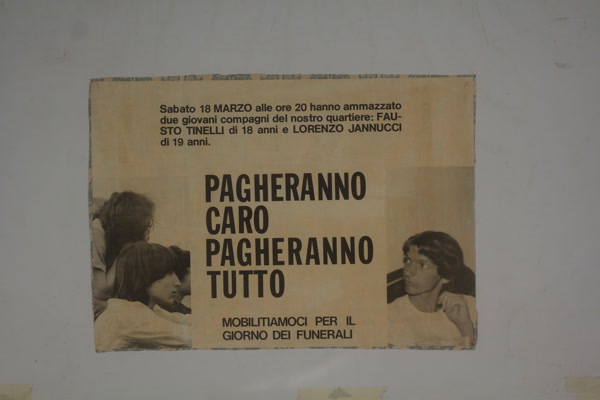 Sabato 18 MARZO alle ore 20 hanno ammazzato
due giovani compagni del nostro quartiere: FAU-
STO TINELLI di 18 anni e LORENZO JANNUCCI
di 19 anni.
PAGHERANNO
CARO
PAGHERANNO
TUTTO
MOBILITIAMOCI PER IL
GIORNO DEI FUNERALI